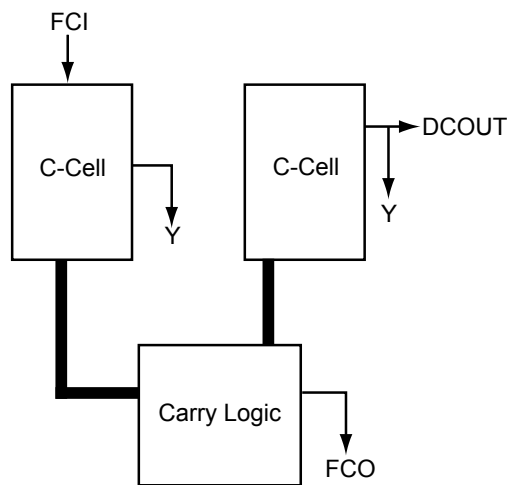 FCI
C-Cell
C-Cell
DCOUT
Y
Y
Carry Logic
FCO